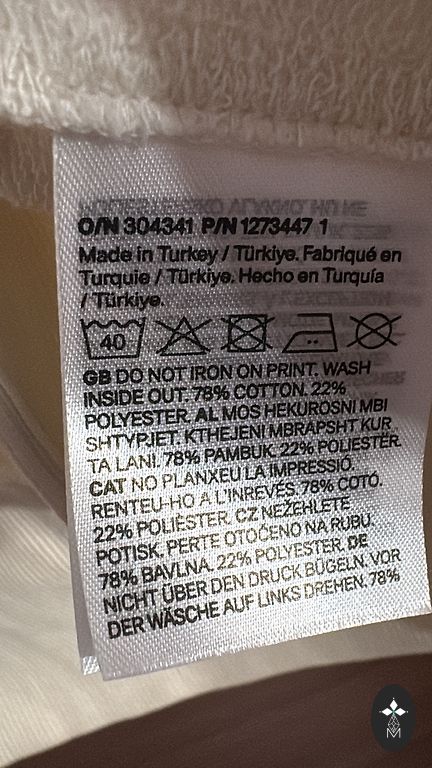 O/N 304341 P/N 1273447 1
Made in Turkey / Türkiye. Fabriqué en
Turquie / Türkiye. Hecho en Turquía
/ Türkiye.
40
GB DO NOT IRON ON PRINT. WASH
INSIDE OUT. 78% COTTON. 22%
POLYESTER. AL MOS HEKUROSNI MBI
SHTYPJET. KTHEJENI MBRAPSHT KUR
TA LANI. 78% PAMBUK. 22% POLIESTËR.
CAT NO PLANXEU LA IMPRESSIÓ.
RENTEU-HO A L'INREVÉS. 78% COTÓ.
22% POLIÈSTER. CZ NEŽEHLETE
POTISK. PERTE OTOČENO NA RUBU.
78% BAVLNA. 22% POLYESTER. DE
NICHT ÜBER DEN DRUCK BÜGELN. VOR
DER WÄSCHE AUF LINKS DREHEN. 78%
M